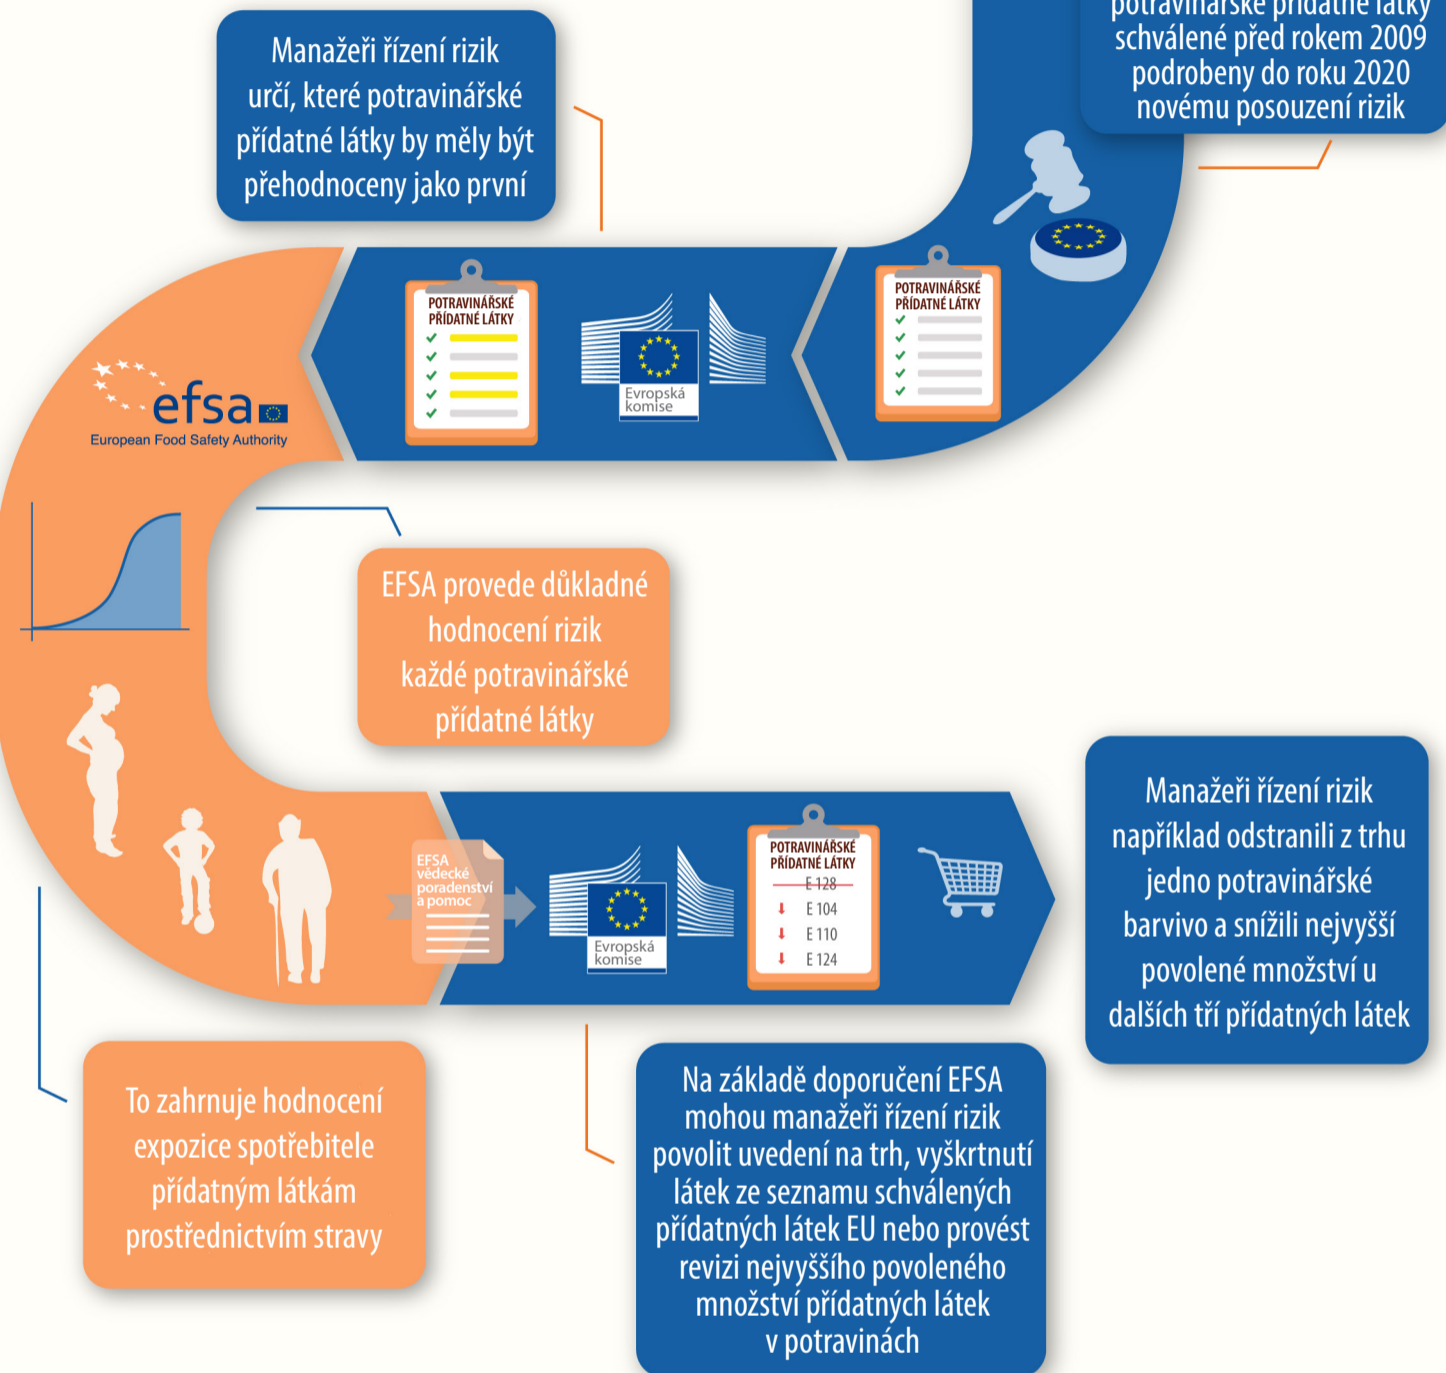 potravinářské přídatné látky
schválené před rokem 2009
podrobeny do roku 2020
novému posouzení rizik
Manažeři řízení rizik
určí, které potravinářské
přídatné látky by měly být
přehodnoceny jako první
POTRAVINÁŘSKÉ
PŘÍDATNÉ LÁTKY
Evropská
komise
POTRAVINÁŘSKÉ
PŘÍDATNÉ LÁTKY
efsa
European Food Safety Authority
EFSA provede důkladné
hodnocení rizik
každé potravinářské
přídatné látky
To zahrnuje hodnocení
expozice spotřebitele
přídatným látkám
prostřednictvím stravy
EFSA
vědecké
poradenství
a pomoc
Evropská
komise
POTRAVINÁŘSKÉ
PŘÍDATNÉ LÁTKY
E 128
E 104
E 110
E 124
Na základě doporučení EFSA
mohou manažeři řízení rizik
povolit uvedení na trh, vyškrtnutí
látek ze seznamu schválených
přídatných látek EU nebo provést
revizi nejvyššího povoleného
množství přídatných látek
v potravinách
Manažeři řízení rizik
například odstranili z trhu
jedno potravinářské
barvivo a snížili nejvyšší
povolené množství u
dalších tří přídatných látek